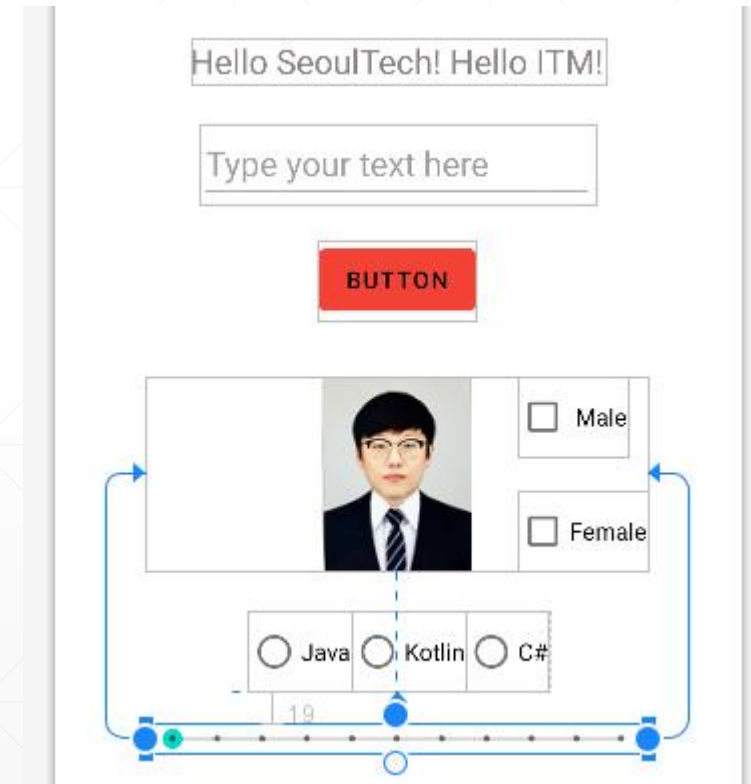 Hello SeoulTech! Hello ITM!
Type your text here
BUTTON
Male
Female
Java Kotlin C#
19